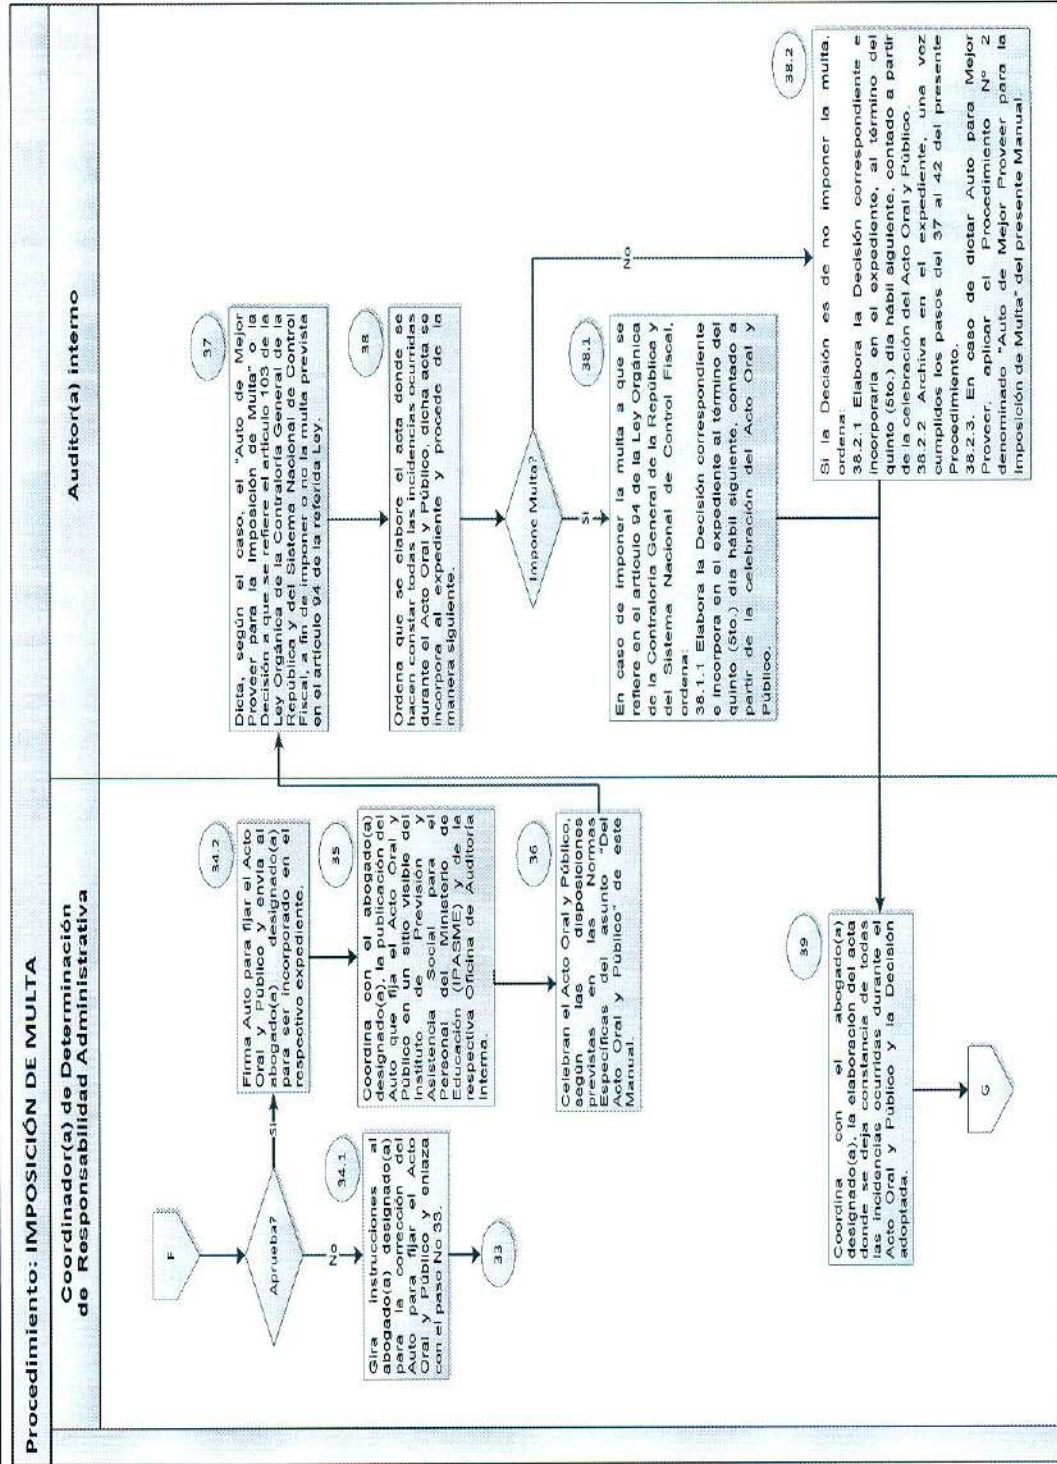 Procedimiento: IMPOSICIÓN DE MULTA
Coordinador(a) de Determinación
de Responsabilidad Administrativa
Auditor(a) interno
F
Aprueba?
Si
No
34.1
Gira instrucciones al
abogado(a) designado(a)
para la corrección del
Auto para fijar el Acto
Oral y Público y enlaza
con el paso No 33.
33
34.2
Firma Auto para fijar el Acto
Oral y Público y envía al
abogado(a) designado(a)
para ser incorporado en el
respectivo expediente.
35
Coordina con el abogado(a)
designado(a), la publicación del
Auto que fija el Acto Oral y
Público en un sitio visible del
Instituto de Previsión y
Asistencia Social para el
Personal del Ministerio de
Educación (IPASME) y de la
respectiva Oficina de Auditoría
Interna.
36
Celebran el Acto Oral y Público,
según las disposiciones
previstas en las Normas
Específicas del asunto "Del
Acto Oral y Público" de este
Manual.
37
Dicta, según el caso, el "Auto de Mejor
Proveer para la Imposición de Multa" o la
Decisión a que se refiere el artículo 103 de la
Ley Orgánica de la Contraloría General de la
República y del Sistema Nacional de Control
Fiscal, a fin de imponer o no la multa prevista
en el artículo 94 de la referida Ley.
38
Ordena que se elabore el acta donde se
hacen constar todas las incidencias ocurridas
durante el Acto Oral y Público, dicha acta se
incorpora al expediente y procede de la
manera siguiente.
Impone Multa?
Si
No
38.1
En caso de imponer la multa a que se
refiere en el artículo 94 de la Ley Orgánica
de la Contraloría General de la República y
del Sistema Nacional de Control Fiscal,
ordena:
38.1.1 Elabora la Decisión correspondiente
e incorpora en el expediente al término del
quinto (5to.) día hábil siguiente, contado a
partir de la celebración del Acto Oral y
Público.
38.2
Si la Decisión es de no imponer la multa,
ordena:
38.2.1 Elabora la Decisión correspondiente e
incorporarla en el expediente, al término del
quinto (5to.) día hábil siguiente, contado a partir
de la celebración del Acto Oral y Público.
38.2.2 Archiva en el expediente, una vez
cumplidos los pasos del 37 al 42 del presente
Procedimiento.
38.2.3. En caso de dictar Auto para Mejor
Proveer, aplicar el Procedimiento Nº 2
denominado "Auto de Mejor Proveer para la
Imposición de Multa" del presente Manual.
39
Coordina con el abogado(a)
designado(a), la elaboración del acta
donde se deja constancia de todas
las incidencias ocurridas durante el
Acto Oral y Público y la Decisión
adoptada.
G